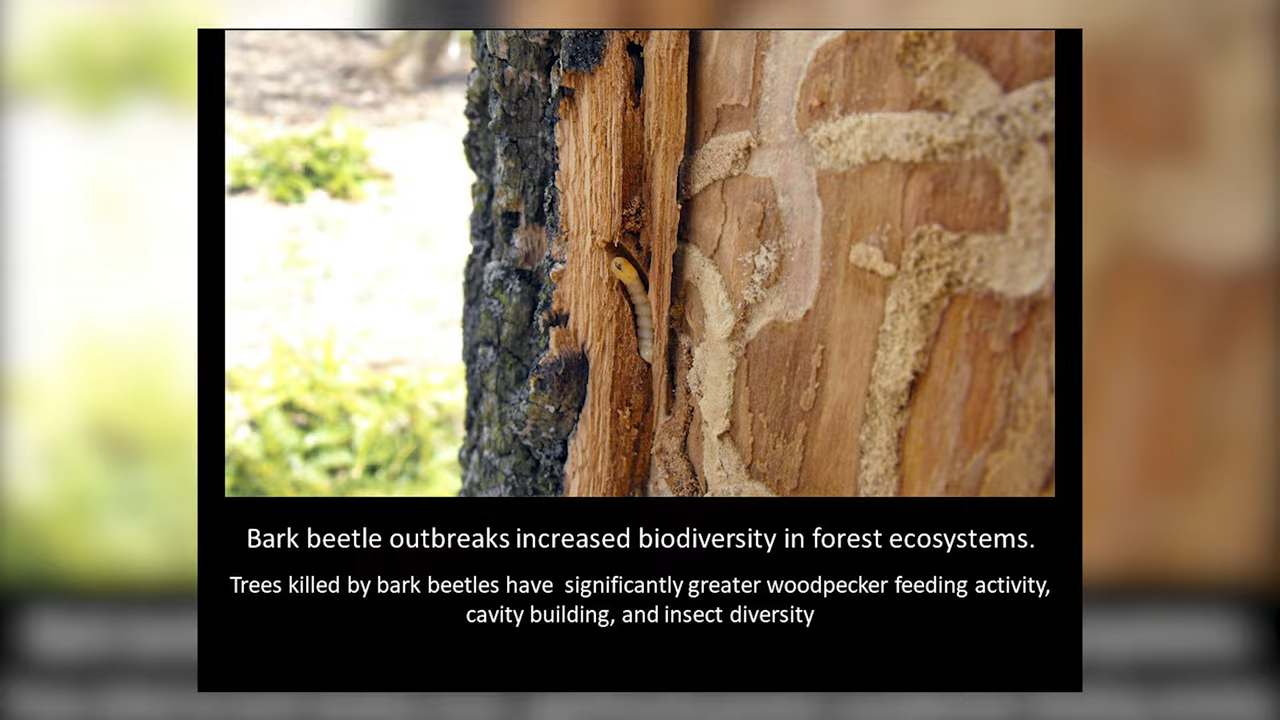 Bark beetle outbreaks increased biodiversity in forest ecosystems.
Trees killed by bark beetles have  significantly greater woodpecker feeding activity,
cavity building, and insect diversity